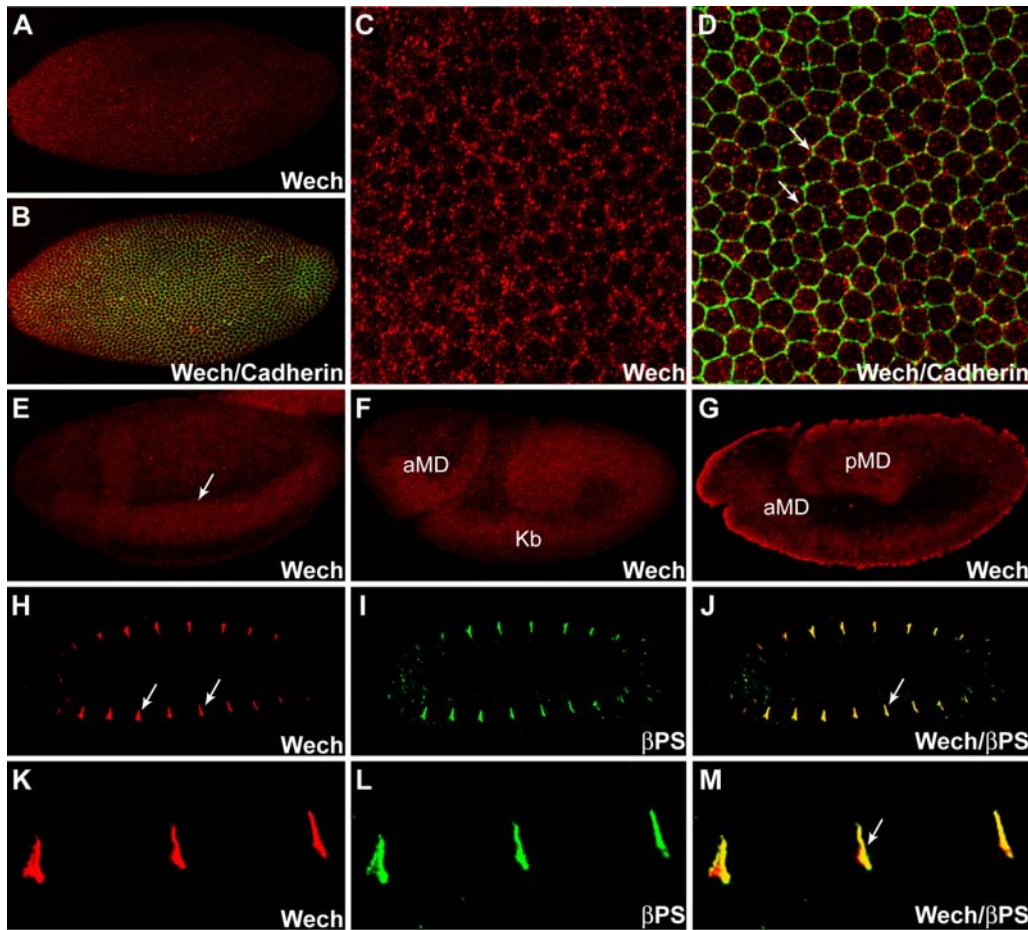 A
Wech
B
Wech/Cadherin
C
Wech
D
Wech/Cadherin
E
Wech
F
aMD
Kb
Wech
G
pMD
aMD
Wech
H
Wech
I
βPS
J
Wech/βPS
K
Wech
L
βPS
M
Wech/βPS